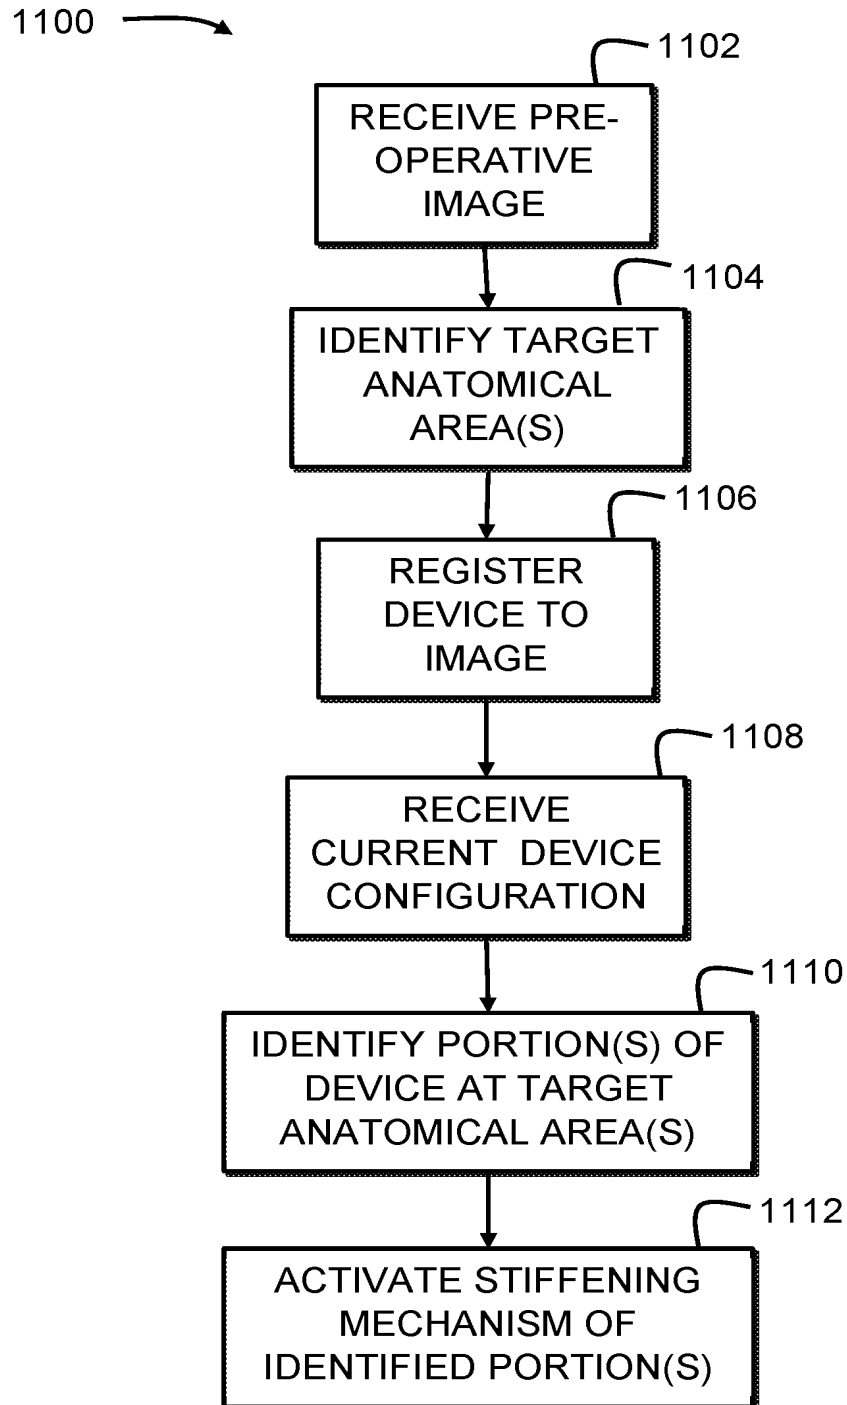 1100
1102
RECEIVE PRE-
OPERATIVE
IMAGE
1104
IDENTIFY TARGET
ANATOMICAL
AREA(S)
1106
REGISTER
DEVICE TO
IMAGE
1108
RECEIVE
CURRENT DEVICE
CONFIGURATION
1110
IDENTIFY PORTION(S) OF
DEVICE AT TARGET
ANATOMICAL AREA(S)
1112
ACTIVATE STIFFENING
MECHANISM OF
IDENTIFIED PORTION(S)